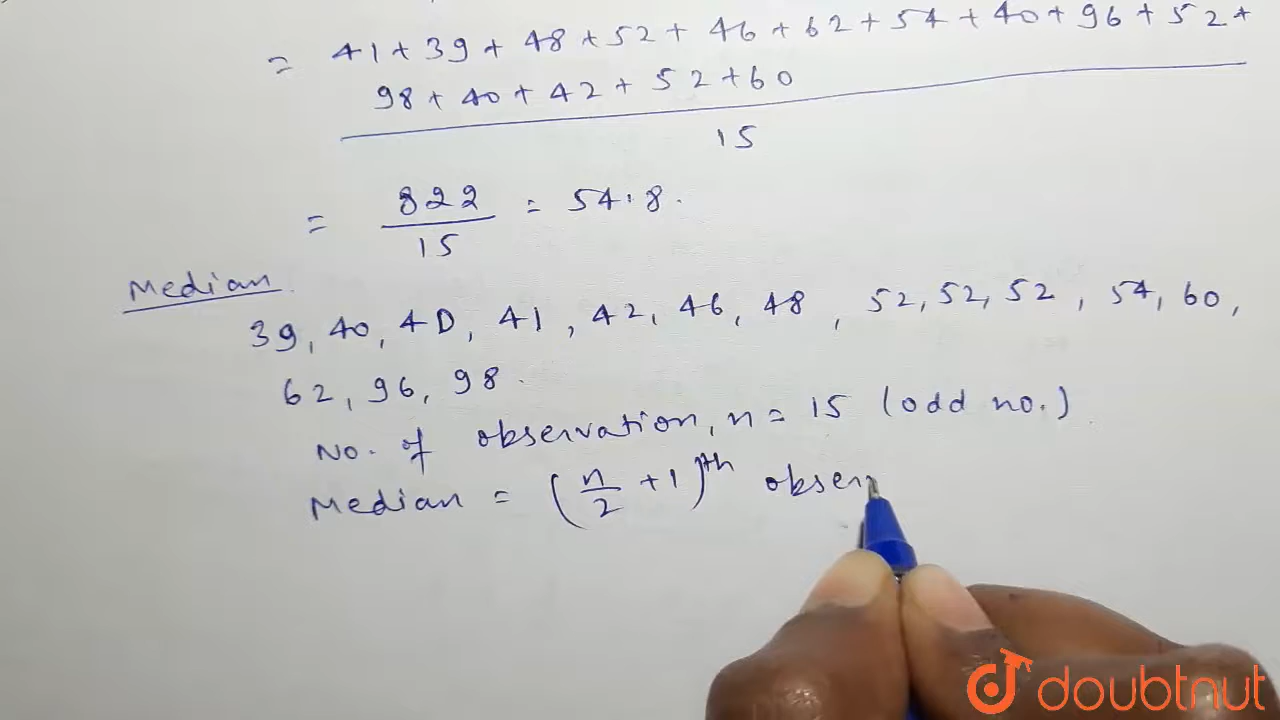 = 41 + 39 + 48 + 52 + 46 + 62 + 54 + 40 + 96 + 52 +
98 + 40 + 42 + 52 + 60
15
= 822/15 = 54.8.
Median
39, 40, 40, 41, 42, 46, 48, 52, 52, 52, 54, 60,
62, 96, 98.
No. of observation, n = 15 (odd no.)
Median = (n/2 + 1)th obser
doubtnut